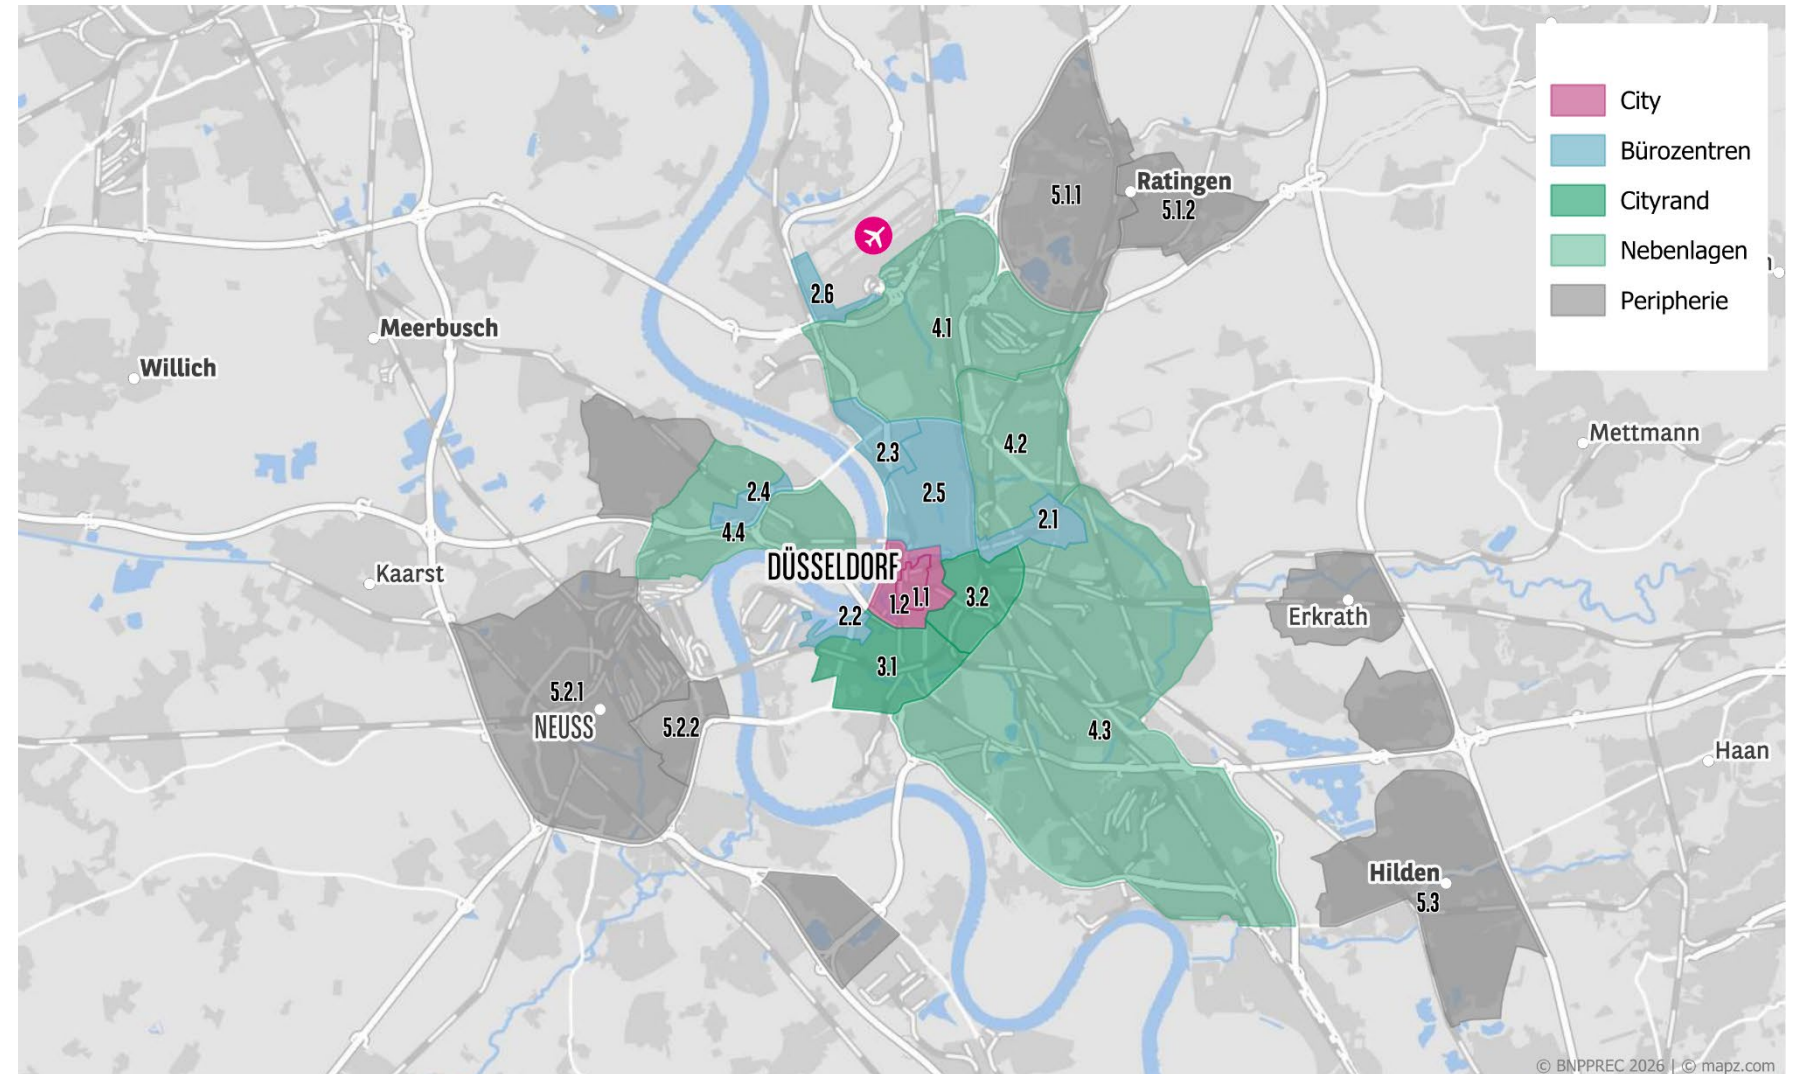 City
Bürozentren
Cityrand
Nebenlagen
Peripherie
5.1.1
Ratingen
5.1.2
2.6
4.1
Meerbusch
Willich
2.3
4.2
Mettmann
2.4
2.5
4.4
2.1
DÜSSELDORF
Kaarst
1.2
1.1
3.2
2.2
Erkrath
3.1
5.2.1
NEUSS
5.2.2
4.3
Haan
Hilden
5.3
© BNPPREC 2026 | © mapz.com